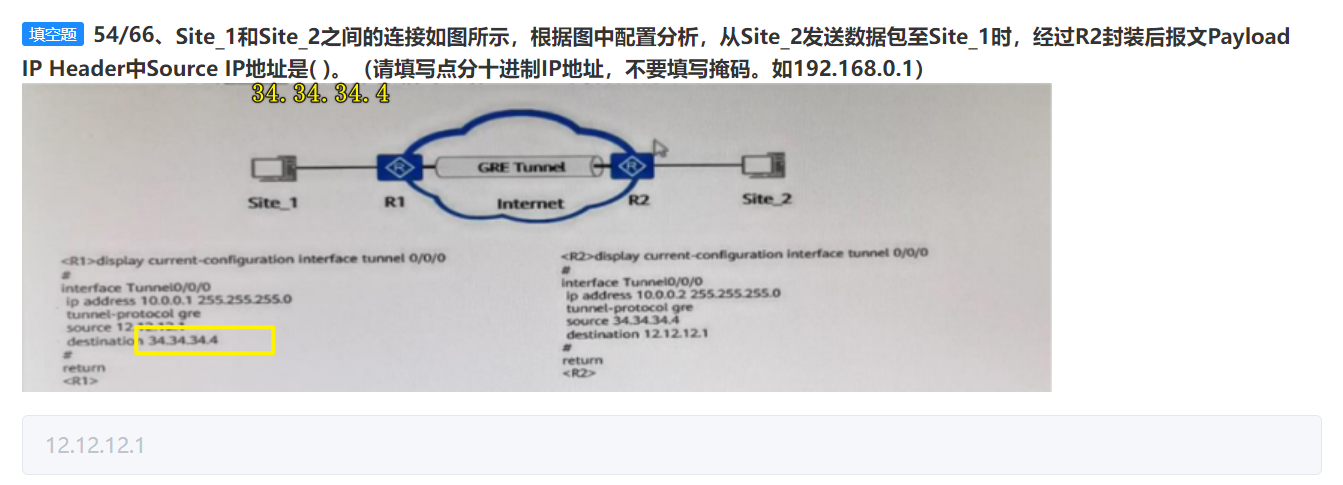 填空题 54/66、Site_1和Site_2之间的连接如图所示，根据图中配置分析，从Site_2发送数据包至Site_1时，经过R2封装后报文Payload
IP Header中Source IP地址是( )。（请填写点分十进制IP地址，不要填写掩码。如192.168.0.1）
34.34.34.4
GRE Tunnel
Site_1 R1 Internet R2 Site_2
<R1>display current-configuration interface tunnel 0/0/0
#
interface Tunnel0/0/0
ip address 10.0.0.1 255.255.255.0
tunnel-protocol gre
source 12.12.12.1
destination 34.34.34.4
#
return
<R1>
<R2>display current-configuration interface tunnel 0/0/0
#
interface Tunnel0/0/0
ip address 10.0.0.2 255.255.255.0
tunnel-protocol gre
source 34.34.34.4
destination 12.12.12.1
#
return
<R2>
12.12.12.1